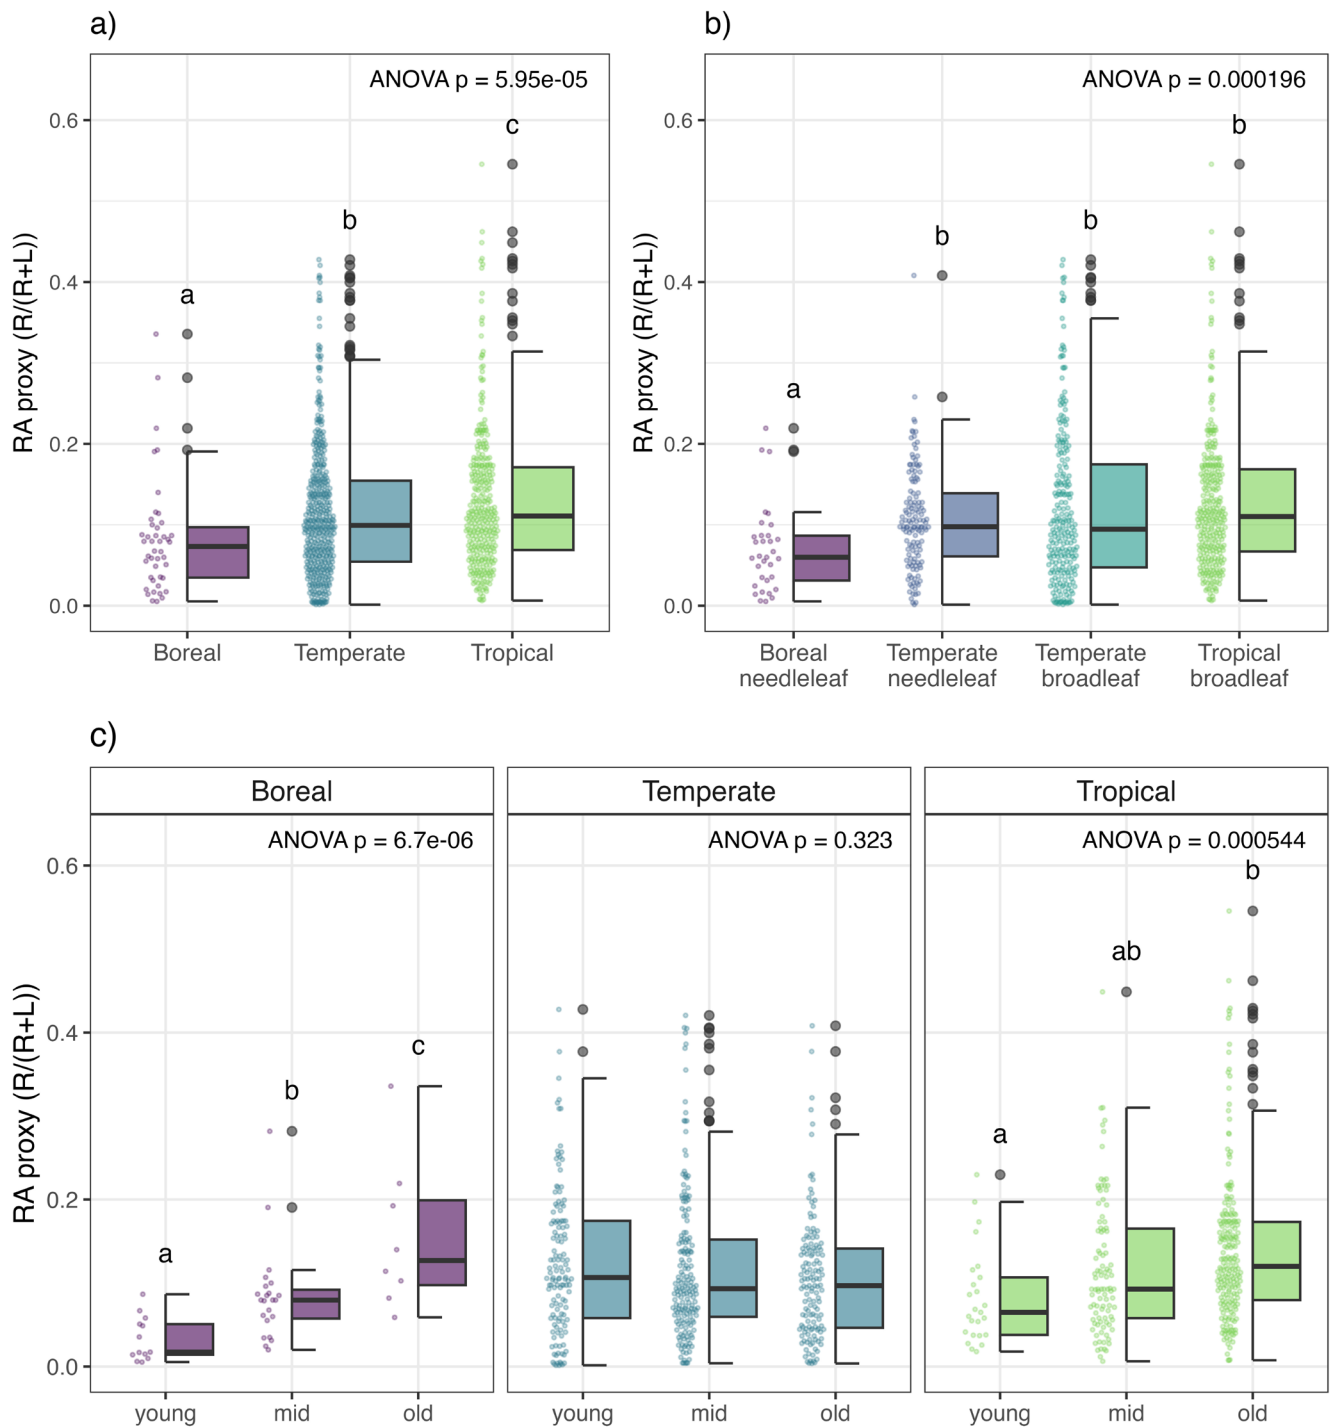 a)
ANOVA p = 5.95e-05
RA proxy (R/(R+L))
0.6
0.4
0.2
0.0
a
b
c
Boreal
Temperate
Tropical
b)
ANOVA p = 0.000196
RA proxy (R/(R+L))
0.6
0.4
0.2
0.0
a
b
b
b
Boreal
needleleaf
Temperate
needleleaf
Temperate
broadleaf
Tropical
broadleaf
c)
RA proxy (R/(R+L))
0.6
0.4
0.2
0.0
Boreal
ANOVA p = 6.7e-06
a
b
c
young
mid
old
Temperate
ANOVA p = 0.323
young
mid
old
Tropical
ANOVA p = 0.000544
a
ab
b
young
mid
old